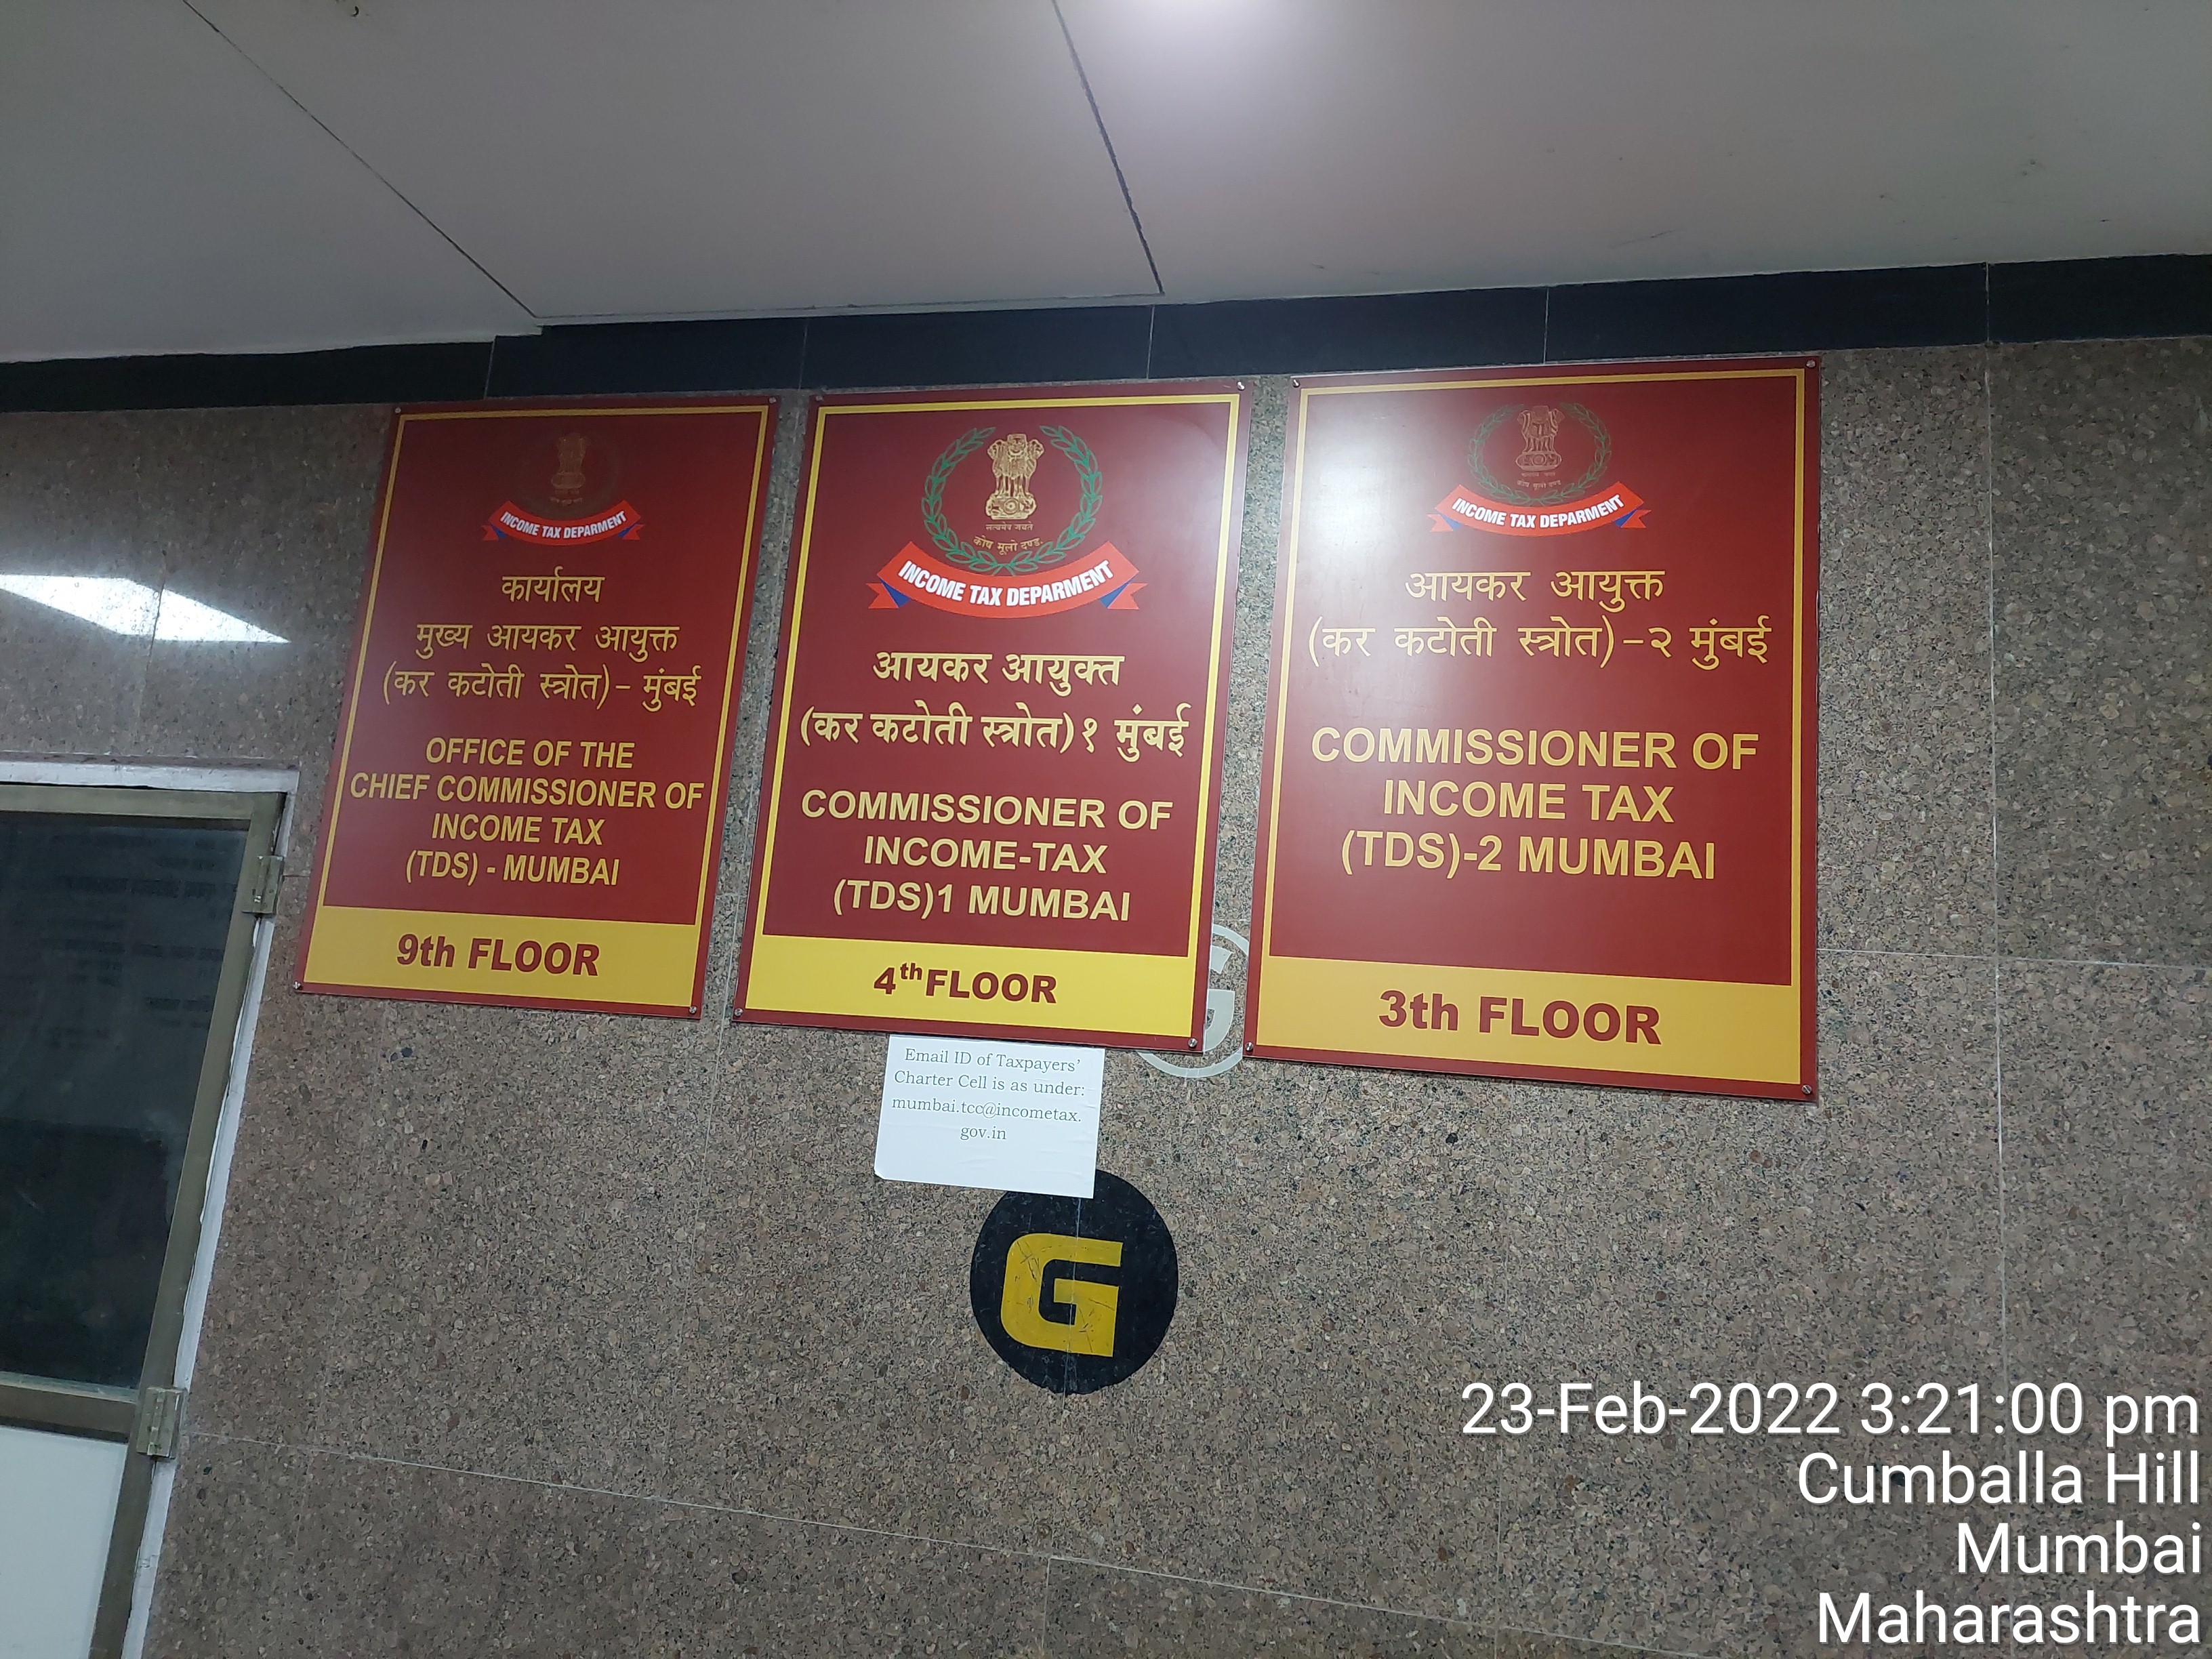 INCOME TAX DEPARMENT
कार्यालय
मुख्य आयकर आयुक्त
(कर कटोती स्त्रोत)- मुंबई
OFFICE OF THE
CHIEF COMMISSIONER OF
INCOME TAX
(TDS) - MUMBAI
9th FLOOR
सत्यमेव जयते
कोष मूलो दण्ड:
INCOME TAX DEPARMENT
आयकर आयुक्त
(कर कटोती स्त्रोत)१ मुंबई
COMMISSIONER OF
INCOME-TAX
(TDS)1 MUMBAI
4th FLOOR
INCOME TAX DEPARMENT
आयकर आयुक्त
(कर कटोती स्त्रोत)-२ मुंबई
COMMISSIONER OF
INCOME TAX
(TDS)-2 MUMBAI
3th FLOOR
Email ID of Taxpayers'
Charter Cell is as under:
mumbai.tcc@incometax.
gov.in
G
G
23-Feb-2022 3:21:00 pm
Cumballa Hill
Mumbai
Maharashtra